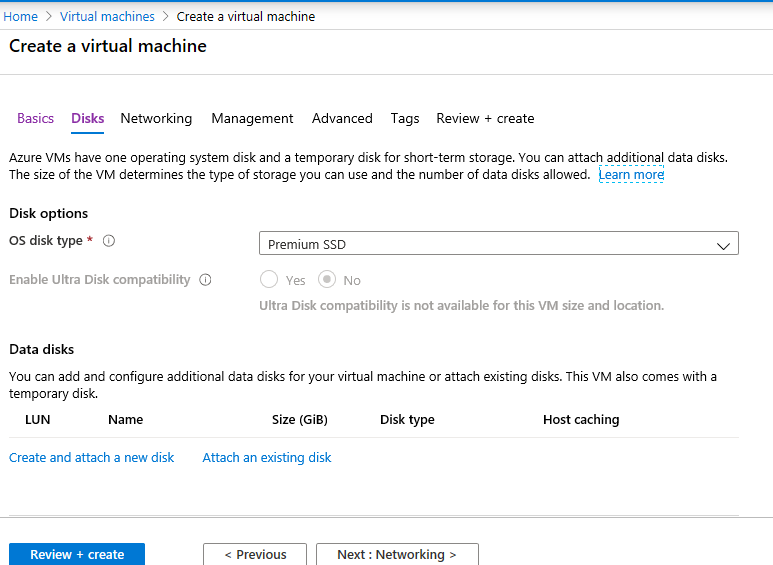 Home > Virtual machines > Create a virtual machine
Create a virtual machine
Basics Disks Networking Management Advanced Tags Review + create
Azure VMs have one operating system disk and a temporary disk for short-term storage. You can attach additional data disks.
The size of the VM determines the type of storage you can use and the number of data disks allowed. Learn more
Disk options
OS disk type * Premium SSD
Enable Ultra Disk compatibility Yes No
Ultra Disk compatibility is not available for this VM size and location.
Data disks
You can add and configure additional data disks for your virtual machine or attach existing disks. This VM also comes with a
temporary disk.
LUN Name Size (GiB) Disk type Host caching
Create and attach a new disk Attach an existing disk
Review + create < Previous Next : Networking >